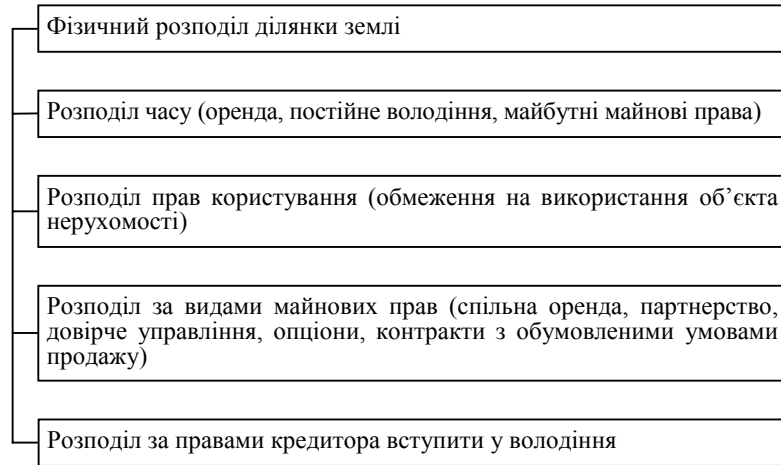 Фізичний розподіл ділянки землі
Розподіл часу (оренда, постійне володіння, майбутні майнові права)
Розподіл прав користування (обмеження на використання об’єкта
нерухомості)
Розподіл за видами майнових прав (спільна оренда, партнерство,
довірче управління, опціони, контракти з обумовленими умовами
продажу)
Розподіл за правами кредитора вступити у володіння